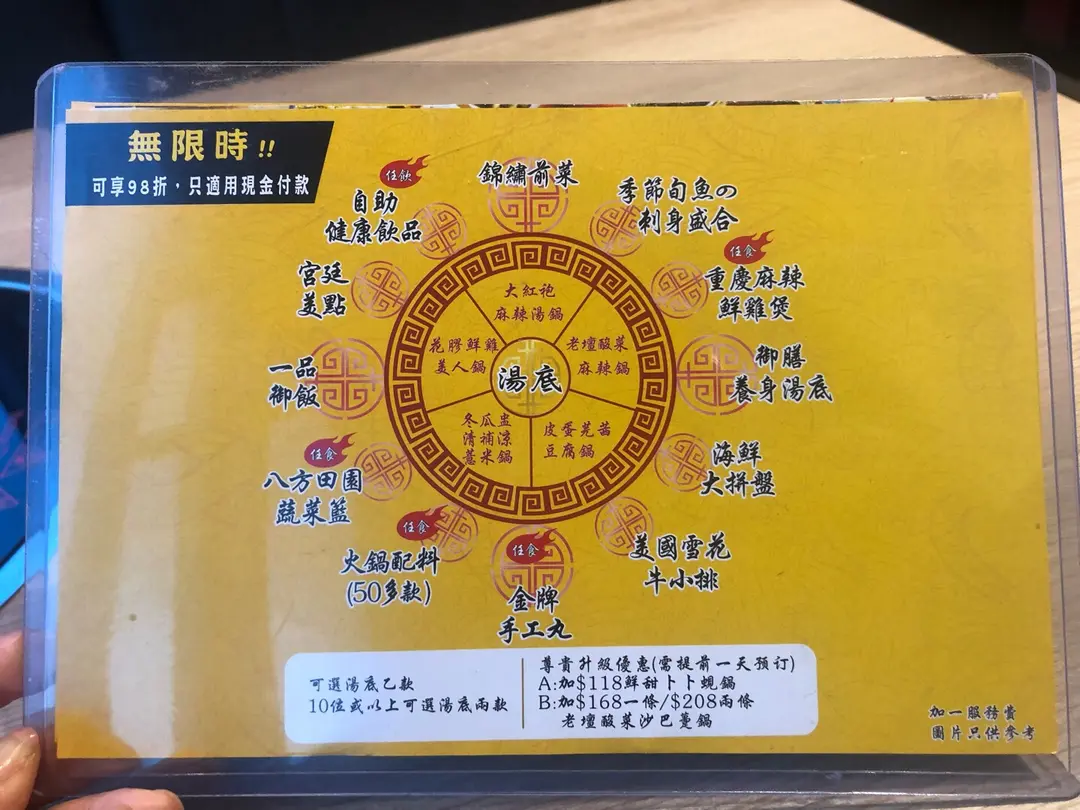 無限時!!
可享98折，只適用現金付款
任飲
自助
健康飲品
錦繡前菜
季節旬魚の
刺身盛合
任食
重慶麻辣
鮮雞煲
御膳
養身湯底
海鮮
大拼盤
美國雪花
牛小排
任食
金牌
手工丸
任食
火鍋配料
(50多款)
任食
八方田園
蔬菜籃
一品
御飯
宮廷
美點
湯底
大紅袍
麻辣湯鍋
老壇酸菜
麻辣鍋
皮蛋芫茜
豆腐鍋
冬瓜盅
清補涼
薏米鍋
花膠鮮雞
美人鍋
可選湯底乙款
10位或以上可選湯底兩款
尊貴升級優惠(需提前一天預订)
A:加$118鮮甜卜卜蜆鍋
B:加$168一條/$208兩條
老壇酸菜沙巴躉鍋
加一服務費
圖片只供參考